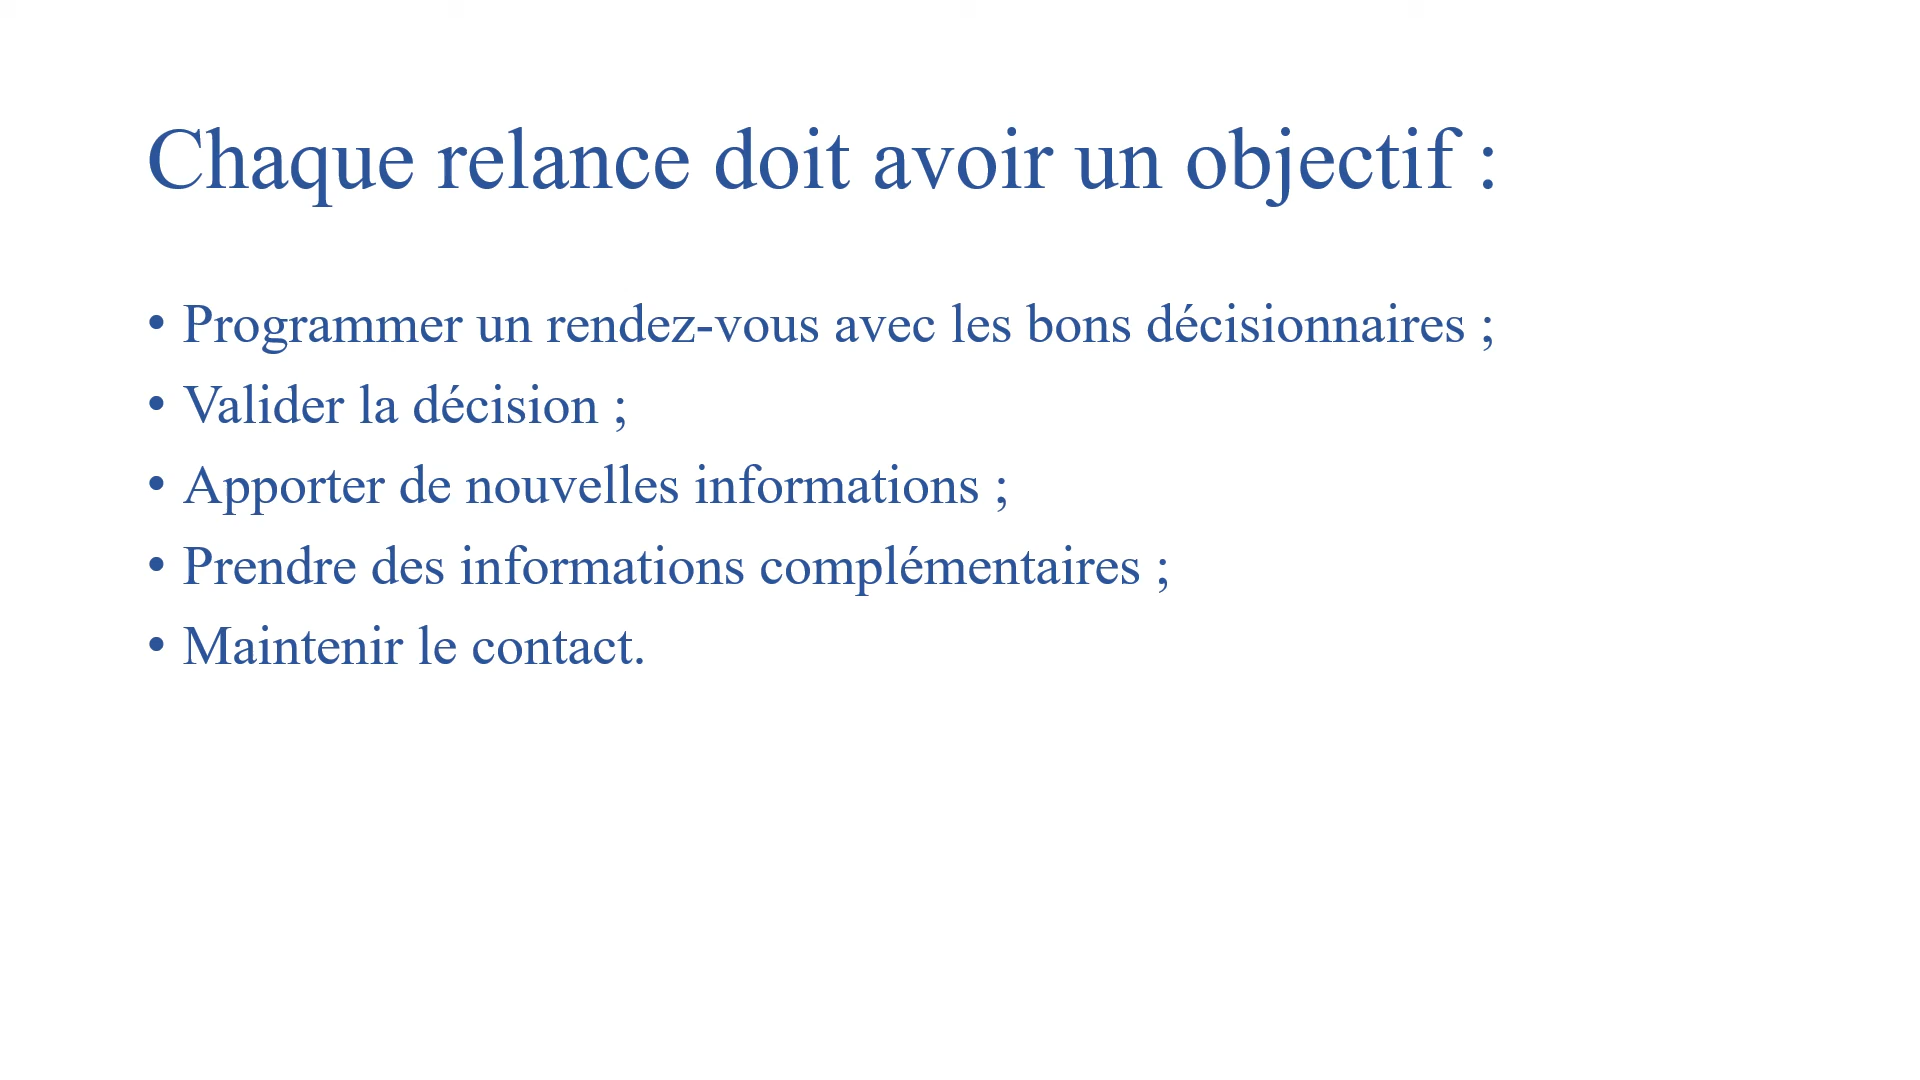 Chaque relance doit avoir un objectif :
• Programmer un rendez-vous avec les bons décisionnaires ;
• Valider la décision ;
• Apporter de nouvelles informations ;
• Prendre des informations complémentaires ;
• Maintenir le contact.